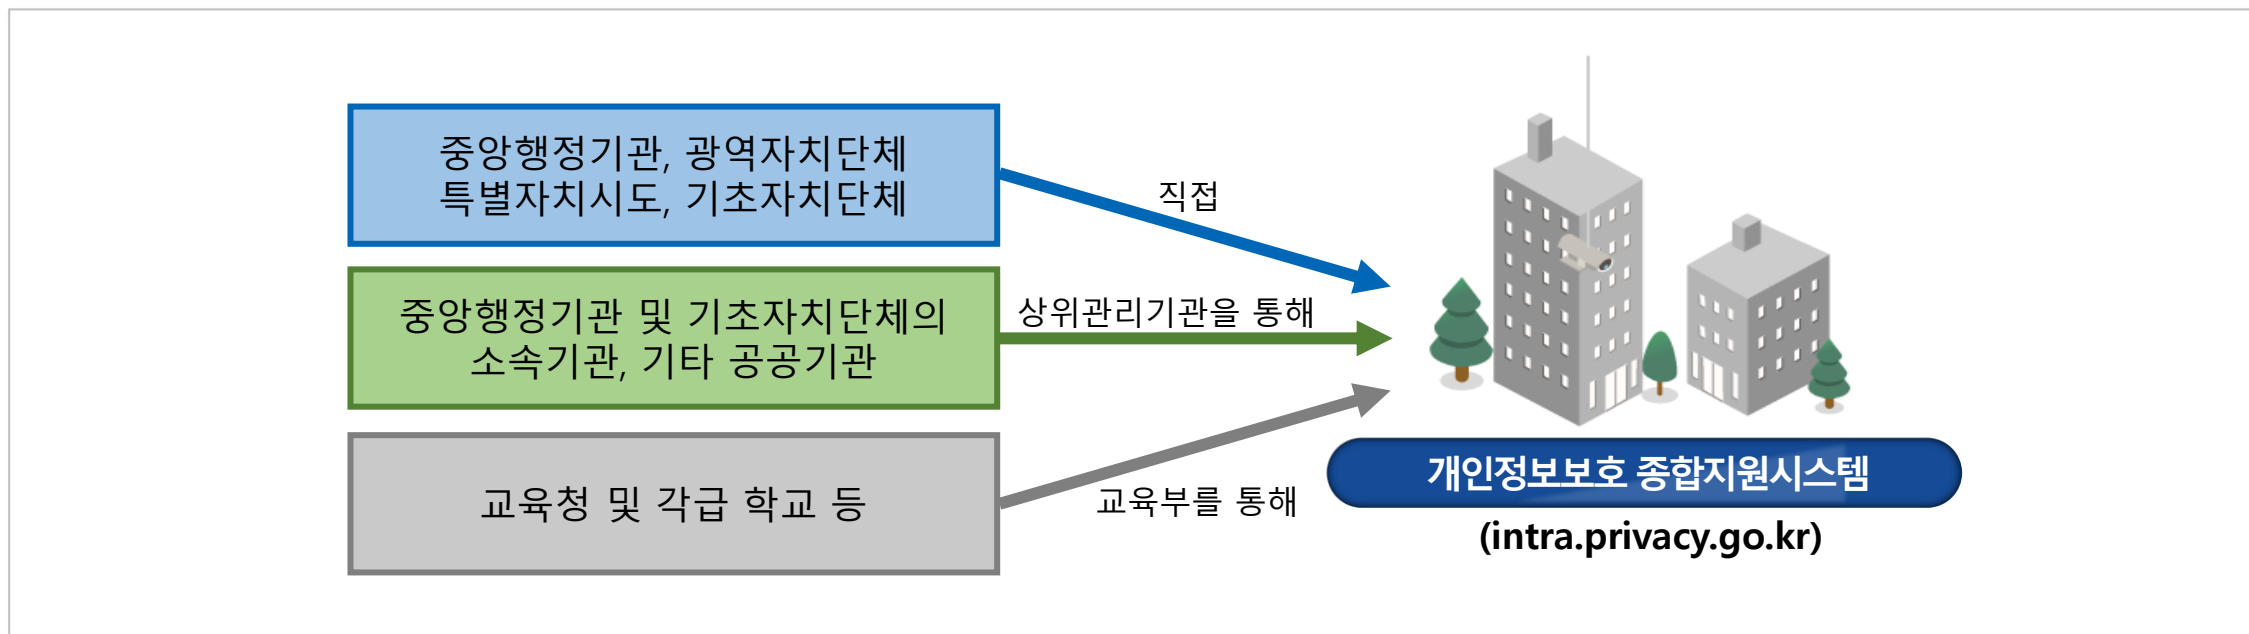 중앙행정기관, 광역자치단체
특별자치시도, 기초자치단체
직접
중앙행정기관 및 기초자치단체의
소속기관, 기타 공공기관
상위관리기관을 통해
교육청 및 각급 학교 등
교육부를 통해
개인정보보호 종합지원시스템
(intra.privacy.go.kr)